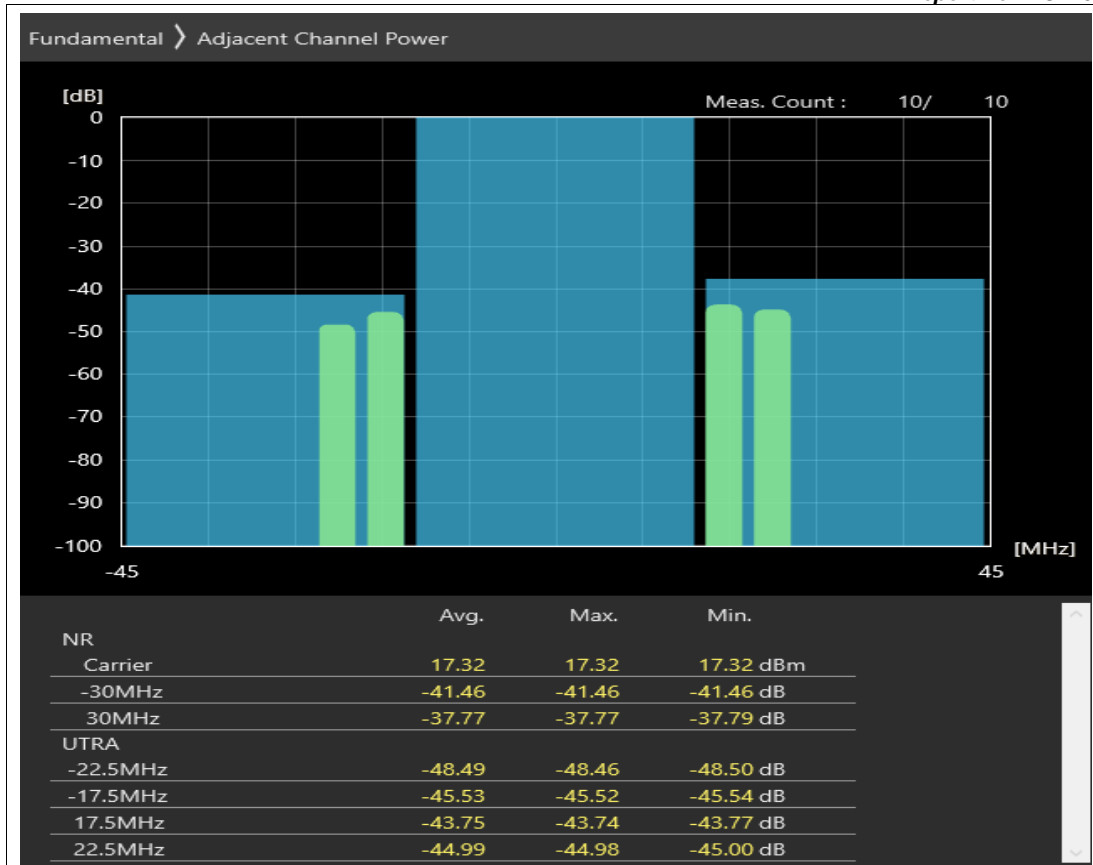 Fundamental ❭ Adjacent Channel Power
[dB]
Meas. Count : 10/ 10
0
-10
-20
-30
-40
-50
-60
-70
-80
-90
-100
[MHz]
-45 45
Avg. Max. Min.
NR
Carrier 17.32 17.32 17.32 dBm
-30MHz -41.46 -41.46 -41.46 dB
30MHz -37.77 -37.77 -37.79 dB
UTRA
-22.5MHz -48.49 -48.46 -48.50 dB
-17.5MHz -45.53 -45.52 -45.54 dB
17.5MHz -43.75 -43.74 -43.77 dB
22.5MHz -44.99 -44.98 -45.00 dB